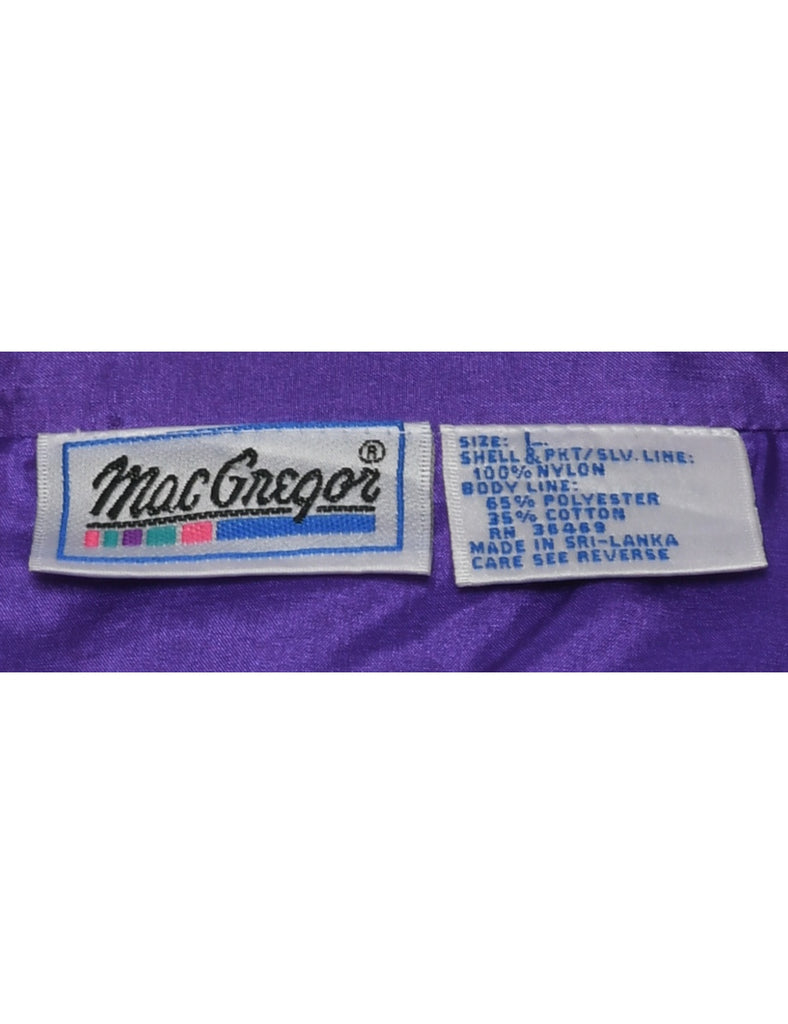 MacGregor®
SIZE: L.
SHELL & PKT/SLV. LINE:
100% NYLON
BODY LINE:
65% POLYESTER
35% COTTON
RN 36469
MADE IN SRI-LANKA
CARE SEE REVERSE